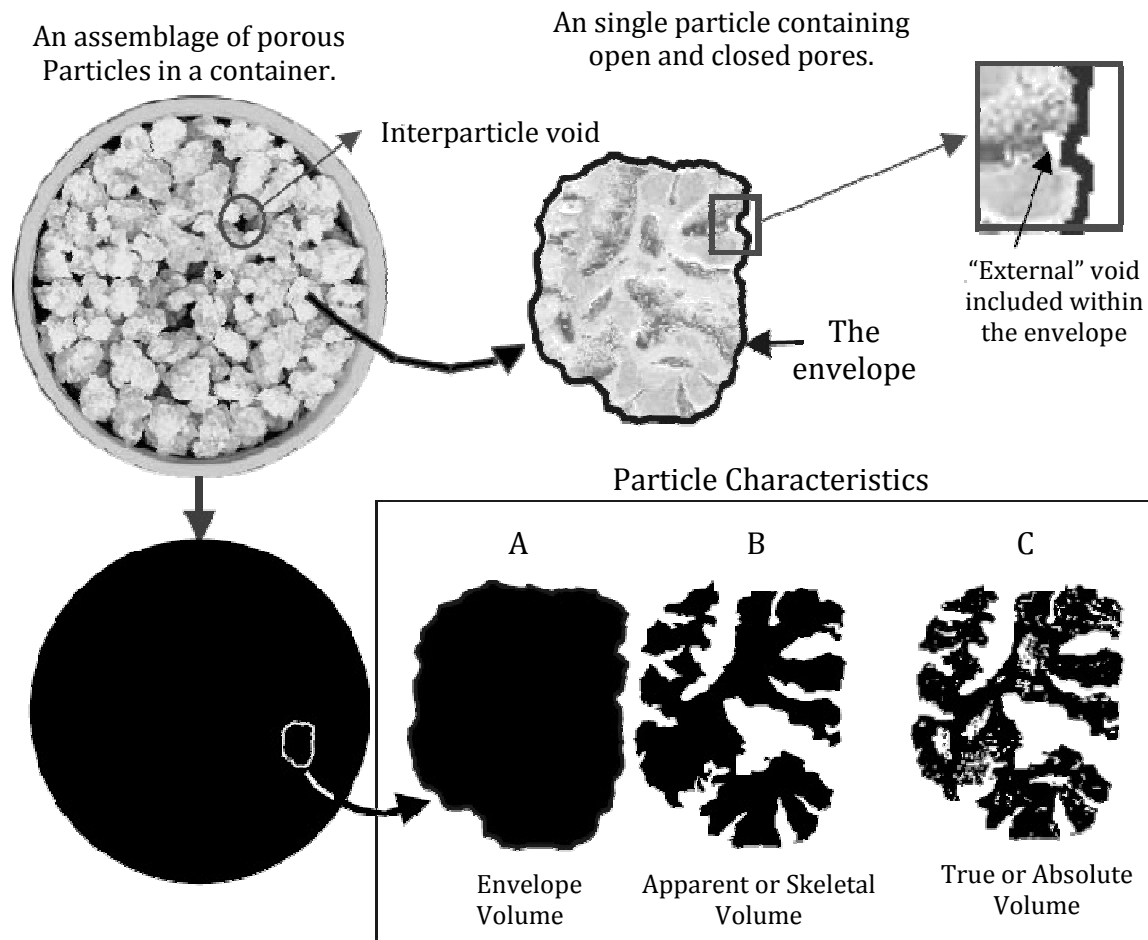 An assemblage of porous
Particles in a container.
An single particle containing
open and closed pores.
Interparticle void
“External” void
included within
the envelope
The
envelope
Particle Characteristics
A
B
C
Envelope
Volume
Apparent or Skeletal
Volume
True or Absolute
Volume